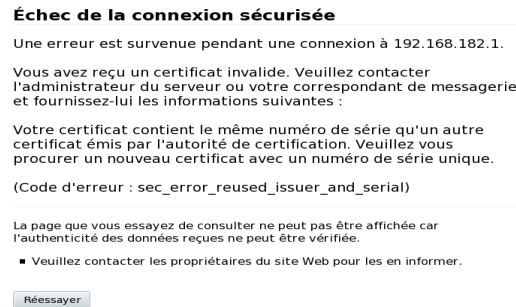 Échec de la connexion sécurisée
Une erreur est survenue pendant une connexion à 192.168.182.1.
Vous avez reçu un certificat invalide. Veuillez contacter
l'administrateur du serveur ou votre correspondant de messagerie
et fournissez-lui les informations suivantes :
Votre certificat contient le même numéro de série qu'un autre
certificat émis par l'autorité de certification. Veuillez vous
procurer un nouveau certificat avec un numéro de série unique.
(Code d'erreur : sec_error_reused_issuer_and_serial)
La page que vous essayez de consulter ne peut pas être affichée car
l'authenticité des données reçues ne peut être vérifiée.
▪ Veuillez contacter les propriétaires du site Web pour les en informer.
Réessayer